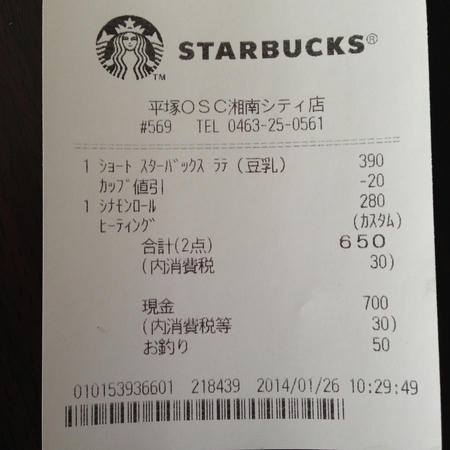 STARBUCKS®
TM
平塚OSC湘南シティ店
#569 TEL 0463-25-0561
1 ｼｮｰﾄ ｽﾀｰﾊﾞｯｸｽ ﾗﾃ (豆乳) 390
ｶｯﾌﾟ値引 -20
1 ｼﾅﾓﾝﾛｰﾙ 280
ﾋｰﾃｨﾝｸﾞ (ｶｽﾀﾑ)
合計(2点) 650
(内消費税 30)
現金 700
(内消費税等 30)
お釣り 50
010153936601 218439 2014/01/26 10:29:49